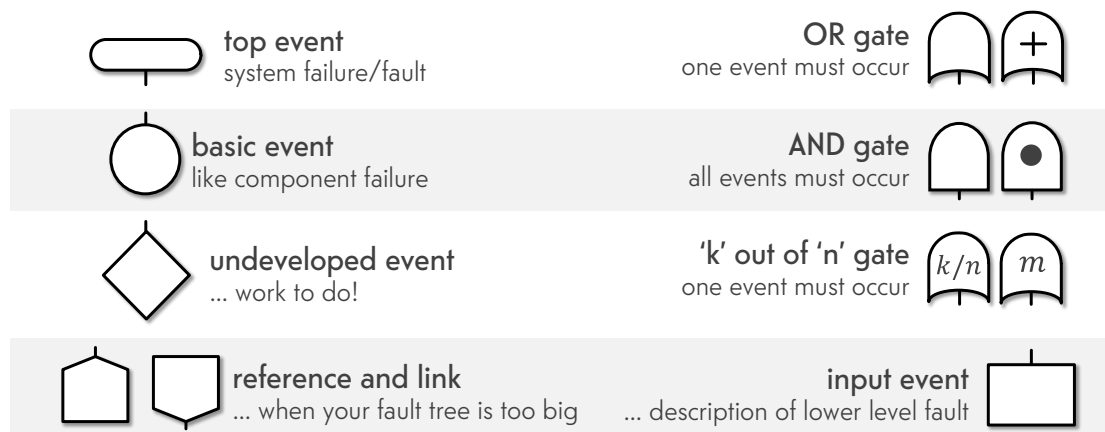 top event
system failure/fault
OR gate
one event must occur
+
basic event
like component failure
AND gate
all events must occur
undeveloped event
... work to do!
‘k’ out of ‘n’ gate
one event must occur
k/n
m
reference and link
... when your fault tree is too big
input event
... description of lower level fault